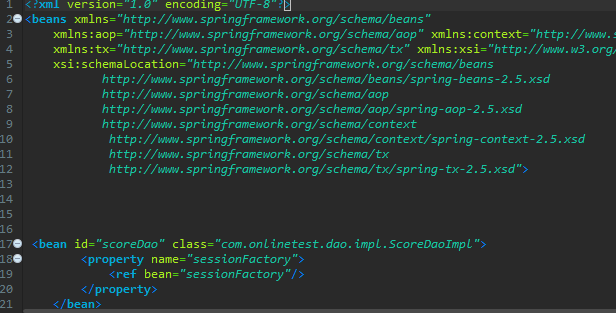 1 <?xml version="1.0" encoding="UTF-8"?>
2 <beans xmlns="http://www.springframework.org/schema/beans"
3 xmlns:aop="http://www.springframework.org/schema/aop" xmlns:context="http://www.s
4 xmlns:tx="http://www.springframework.org/schema/tx" xmlns:xsi="http://www.w3.org/
5 xsi:schemaLocation="http://www.springframework.org/schema/beans
6 http://www.springframework.org/schema/beans/spring-beans-2.5.xsd
7 http://www.springframework.org/schema/aop
8 http://www.springframework.org/schema/aop/spring-aop-2.5.xsd
9 http://www.springframework.org/schema/context
10 http://www.springframework.org/schema/context/spring-context-2.5.xsd
11 http://www.springframework.org/schema/tx
12 http://www.springframework.org/schema/tx/spring-tx-2.5.xsd">
13
14
15
16
17 <bean id="scoreDao" class="com.onlinetest.dao.impl.ScoreDaoImpl">
18 <property name="sessionFactory">
19 <ref bean="sessionFactory"/>
20 </property>
21 </bean>